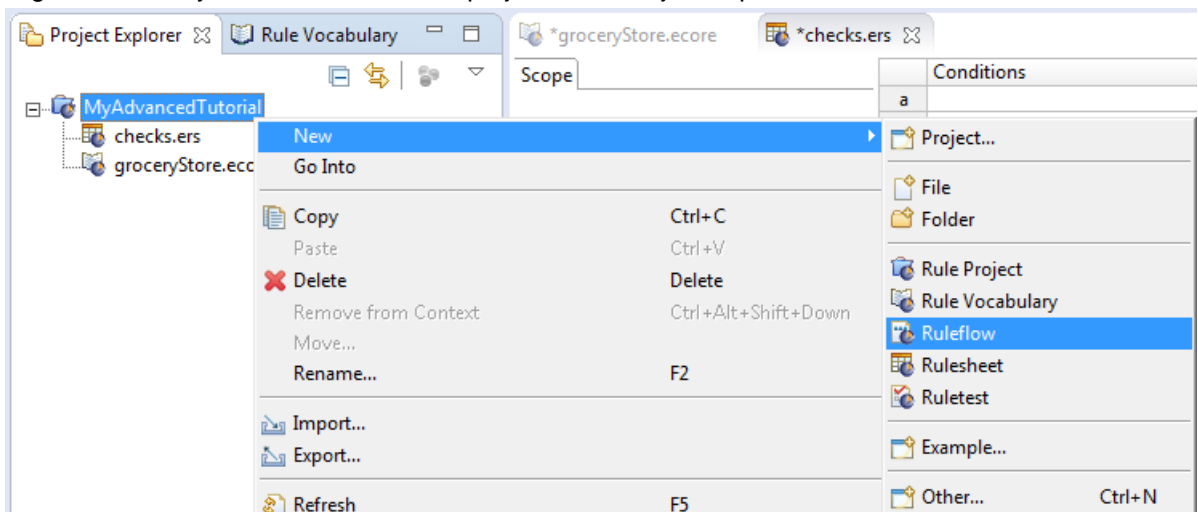 Project Explorer Rule Vocabulary *groceryStore.ecore *checks.ers
Scope Conditions
a
MyAdvancedTutorial
checks.ers
groceryStore.ecc
New
Go Into
Copy Ctrl+C
Paste Ctrl+V
Delete Delete
Remove from Context Ctrl+Alt+Shift+Down
Move...
Rename... F2
Import...
Export...
Refresh F5
Project...
File
Folder
Rule Project
Rule Vocabulary
Ruleflow
Rulesheet
Ruletest
Example...
Other... Ctrl+N